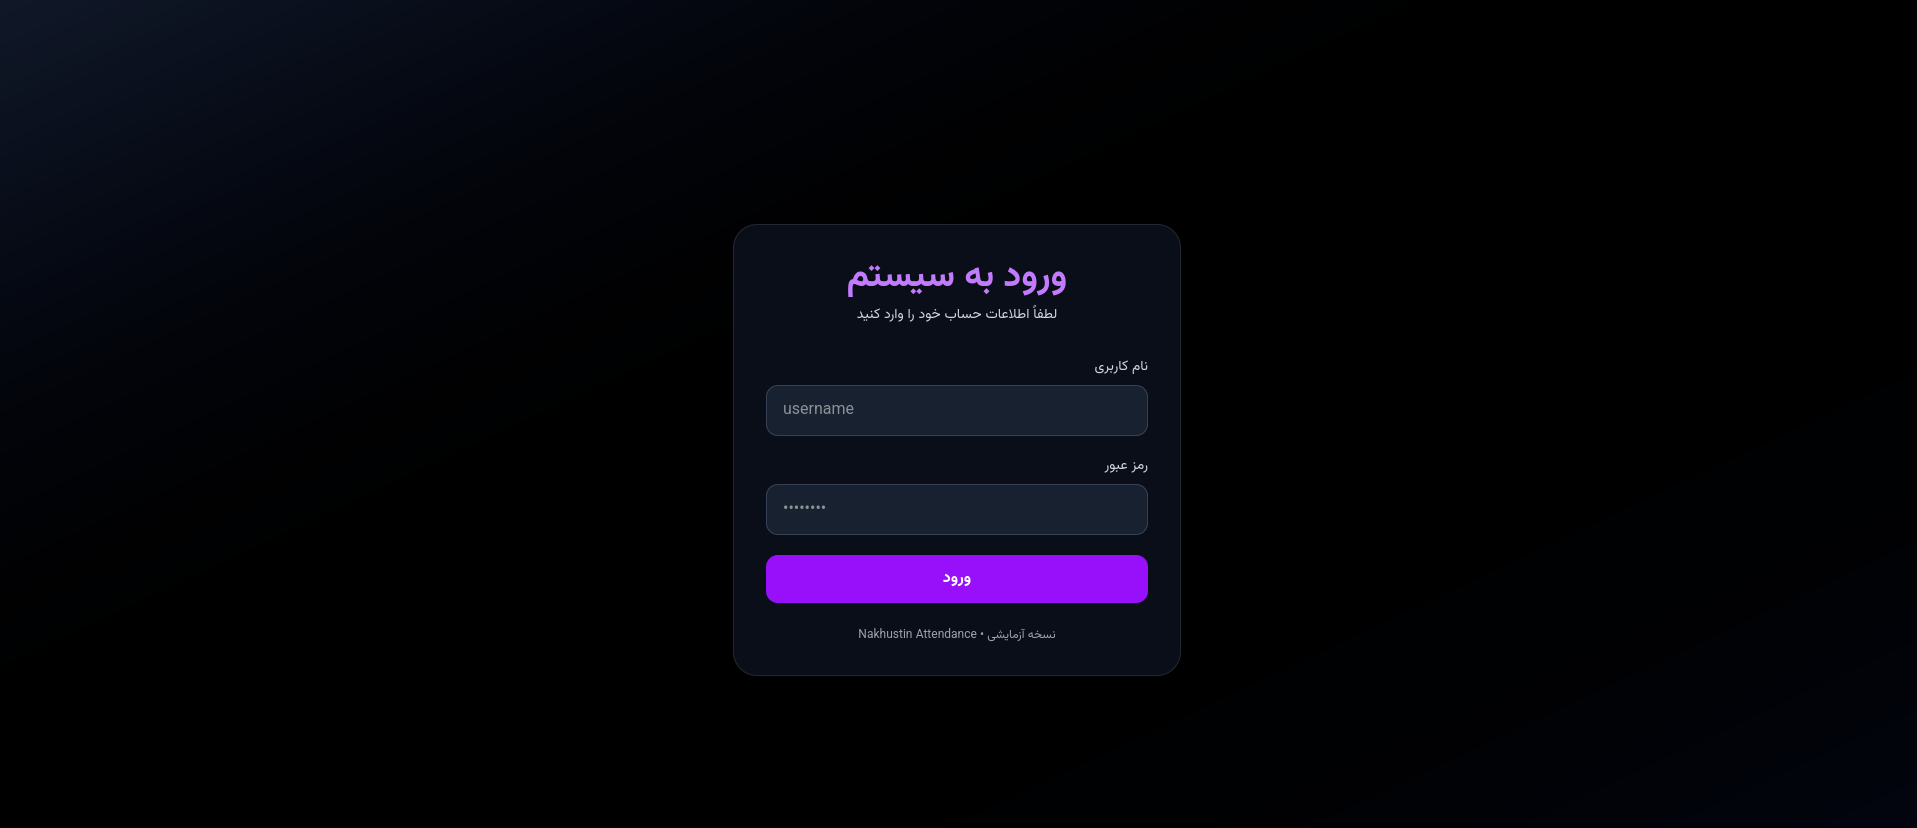 ورود به سیستم
لطفاً اطلاعات حساب خود را وارد کنید
نام کاربری
username
رمز عبور
••••••••
ورود
نسخه آزمایشی • Nakhustin Attendance